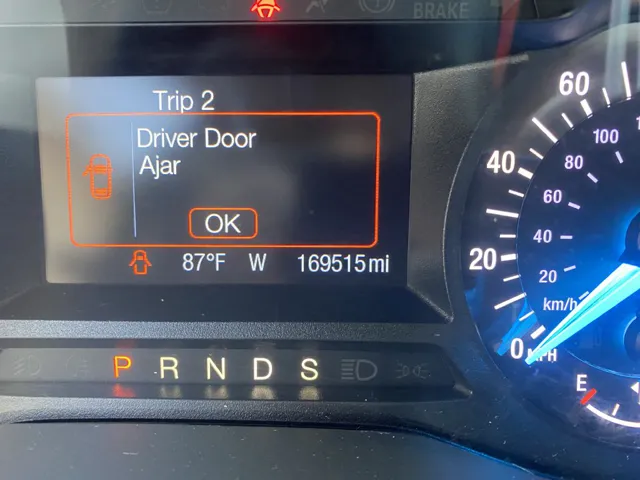 BRAKE
Trip 2
Driver Door
Ajar
OK
87°F W 169515mi
P R N D S
60
40
20
0 MPH
100
80
60
40
20
km/h
E